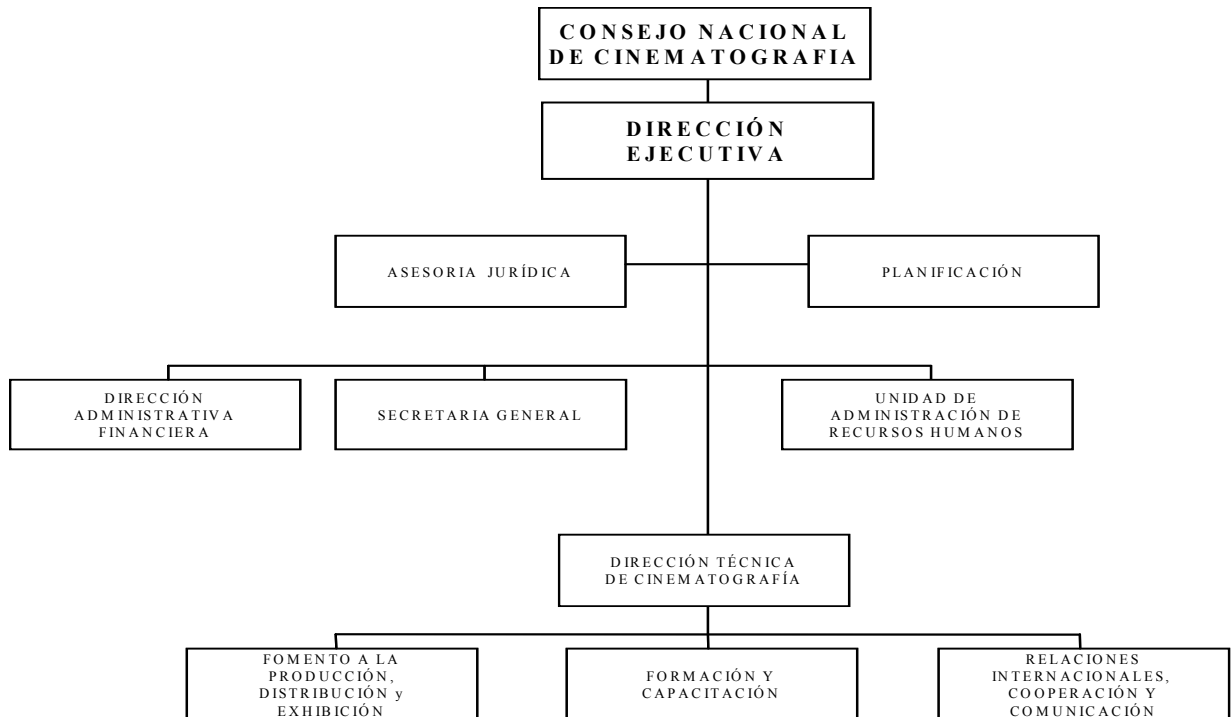 CONSEJO NACIONAL
DE CINEMATOGRAFIA
DIRECCIÓN
EJECUTIVA
ASESORIA JURÍDICA
PLANIFICACIÓN
DIRECCIÓN
ADMINISTRATIVA
FINANCIERA
SECRETARIA GENERAL
UNIDAD DE
ADMINISTRACIÓN DE
RECURSOS HUMANOS
DIRECCIÓN TÉCNICA
DE CINEMATOGRAFÍA
FOMENTO A LA
PRODUCCIÓN,
DISTRIBUCIÓN y
EXHIBICIÓN
FORMACIÓN Y
CAPACITACIÓN
RELACIONES
INTERNACIONALES,
COOPERACIÓN Y
COMUNICACIÓN